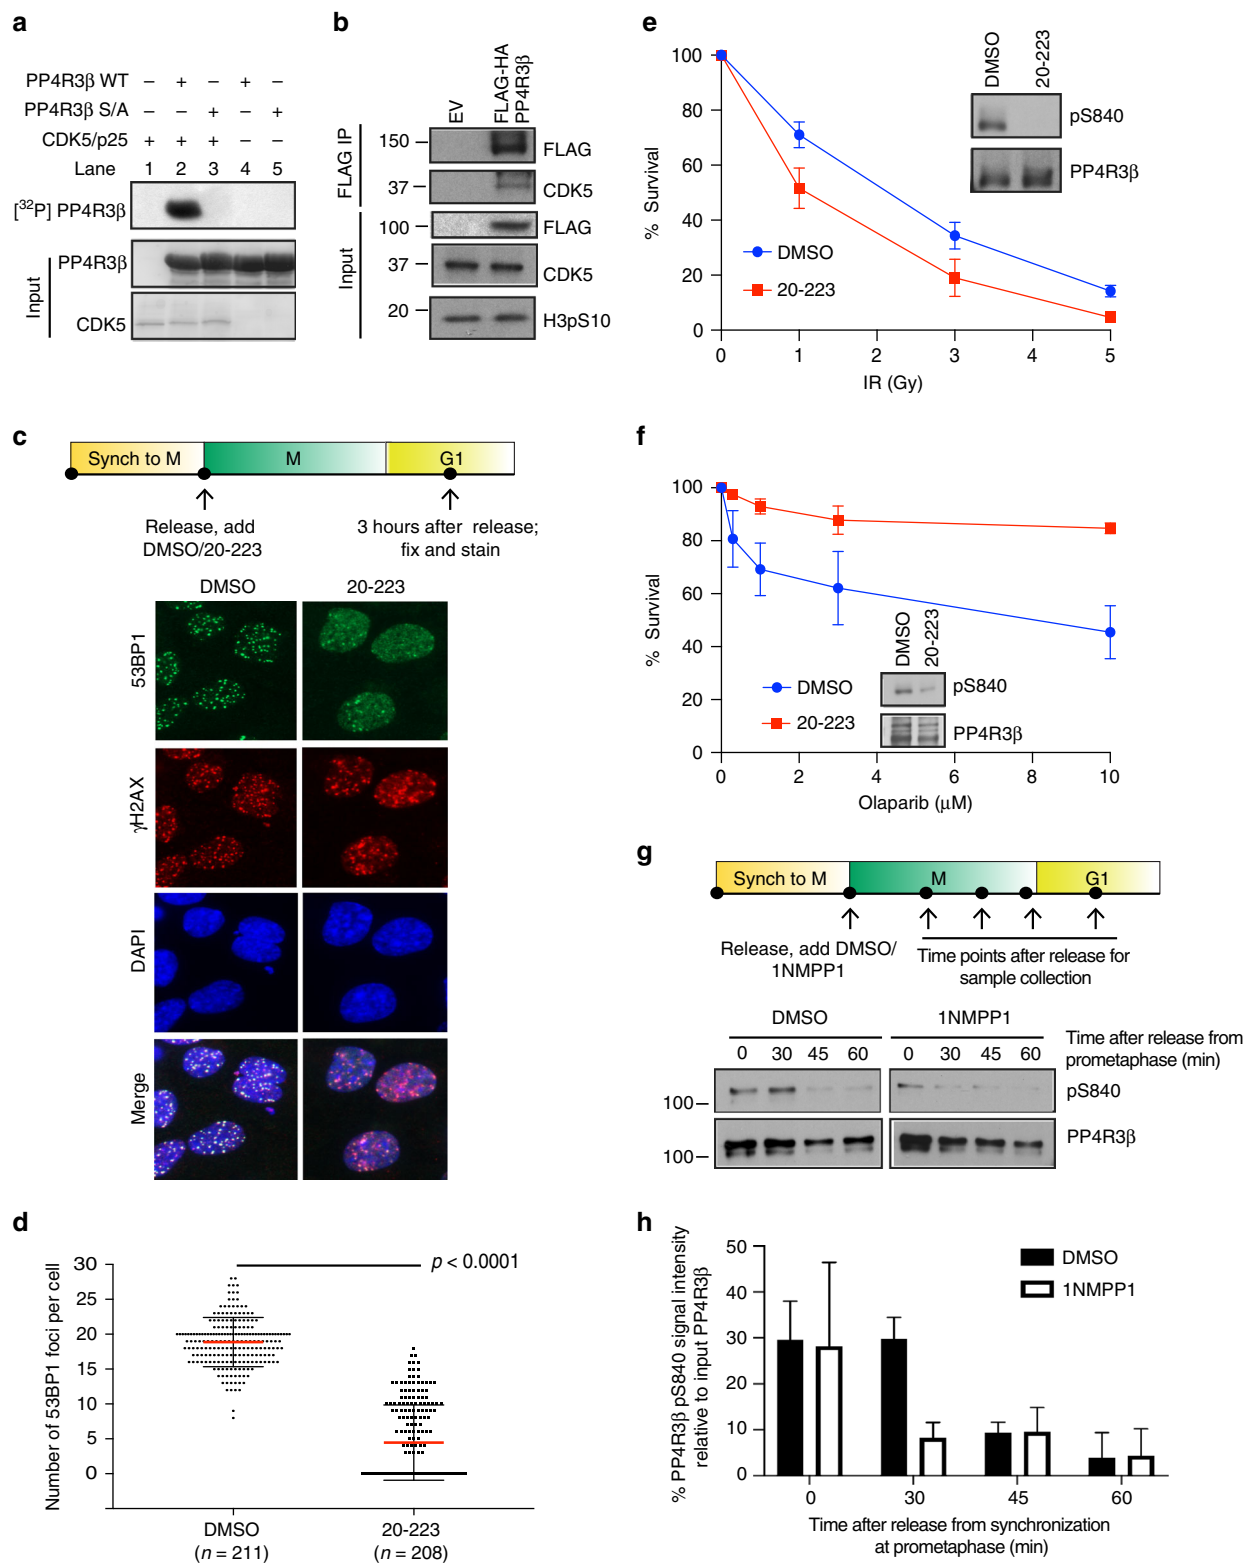 a
PP4R3β WT – + – + –
PP4R3β S/A – – + – +
CDK5/p25 + + + – –
Lane 1 2 3 4 5
[32P] PP4R3β
PP4R3β
CDK5
Input
b
EV
FLAG-HA
PP4R3β
FLAG IP
150
FLAG
37
CDK5
Input
100
FLAG
37
CDK5
20
H3pS10
c
Synch to M
M
G1
Release, add
DMSO/20-223
3 hours after release;
fix and stain
DMSO
20-223
53BP1
γH2AX
DAPI
Merge
d
Number of 53BP1 foci per cell
30
25
20
15
10
5
0
p < 0.0001
DMSO
(n = 211)
20-223
(n = 208)
e
% Survival
100
80
60
40
20
0
0 1 2 3 4 5
IR (Gy)
DMSO
20-223
DMSO
20-223
pS840
PP4R3β
f
% Survival
100
80
60
40
20
0
0 2 4 6 8 10
Olaparib (μM)
DMSO
20-223
DMSO
20-223
pS840
PP4R3β
g
Synch to M
M
G1
Release, add DMSO/
1NMPP1
Time points after release for
sample collection
DMSO
1NMPP1
0 30 45 60
0 30 45 60
Time after release from
prometaphase (min)
100
pS840
100
PP4R3β
h
% PP4R3β pS840 signal intensity
relative to input PP4R3β
50
40
30
20
10
0
DMSO
1NMPP1
0 30 45 60
Time after release from synchronization
at prometaphase (min)